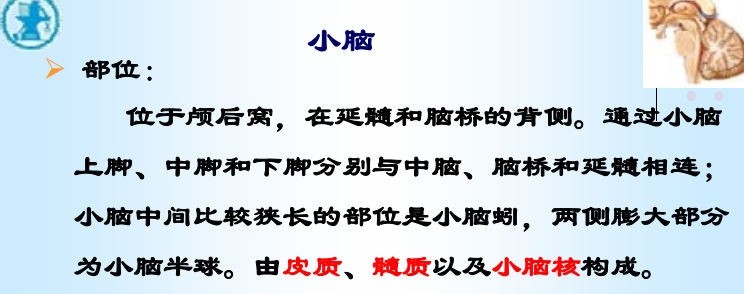 小脑
部位：
位于颅后窝，在延髓和脑桥的背侧。通过小脑
上脚、中脚和下脚分别与中脑、脑桥和延髓相连；
小脑中间比较狭长的部位是小脑蚓，两侧膨大部分
为小脑半球。由皮质、髓质以及小脑核构成。